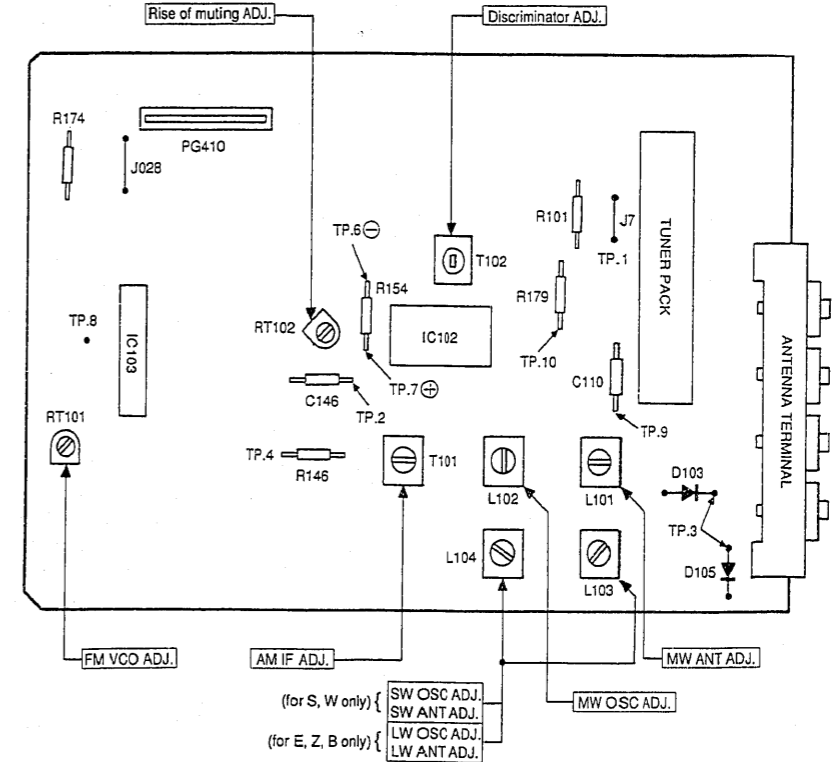 Rise of muting ADJ.
Discriminator ADJ.
R174
J028
PG410
R101
J7
TP.1
TUNER PACK
TP.6⊖
T102
R154
R179
TP.8
IC103
RT102
IC102
TP.10
ANTENNA TERMINAL
C110
TP.7⊕
C146
TP.2
TP.9
RT101
TP.4
R146
T101
L102
L101
D103
TP.3
L104
L103
D105
FM VCO ADJ.
AM IF ADJ.
MW ANT ADJ.
(for S, W only) {
SW OSC ADJ.
SW ANT ADJ.
MW OSC ADJ.
(for E, Z, B only) {
LW OSC ADJ.
LW ANT ADJ.